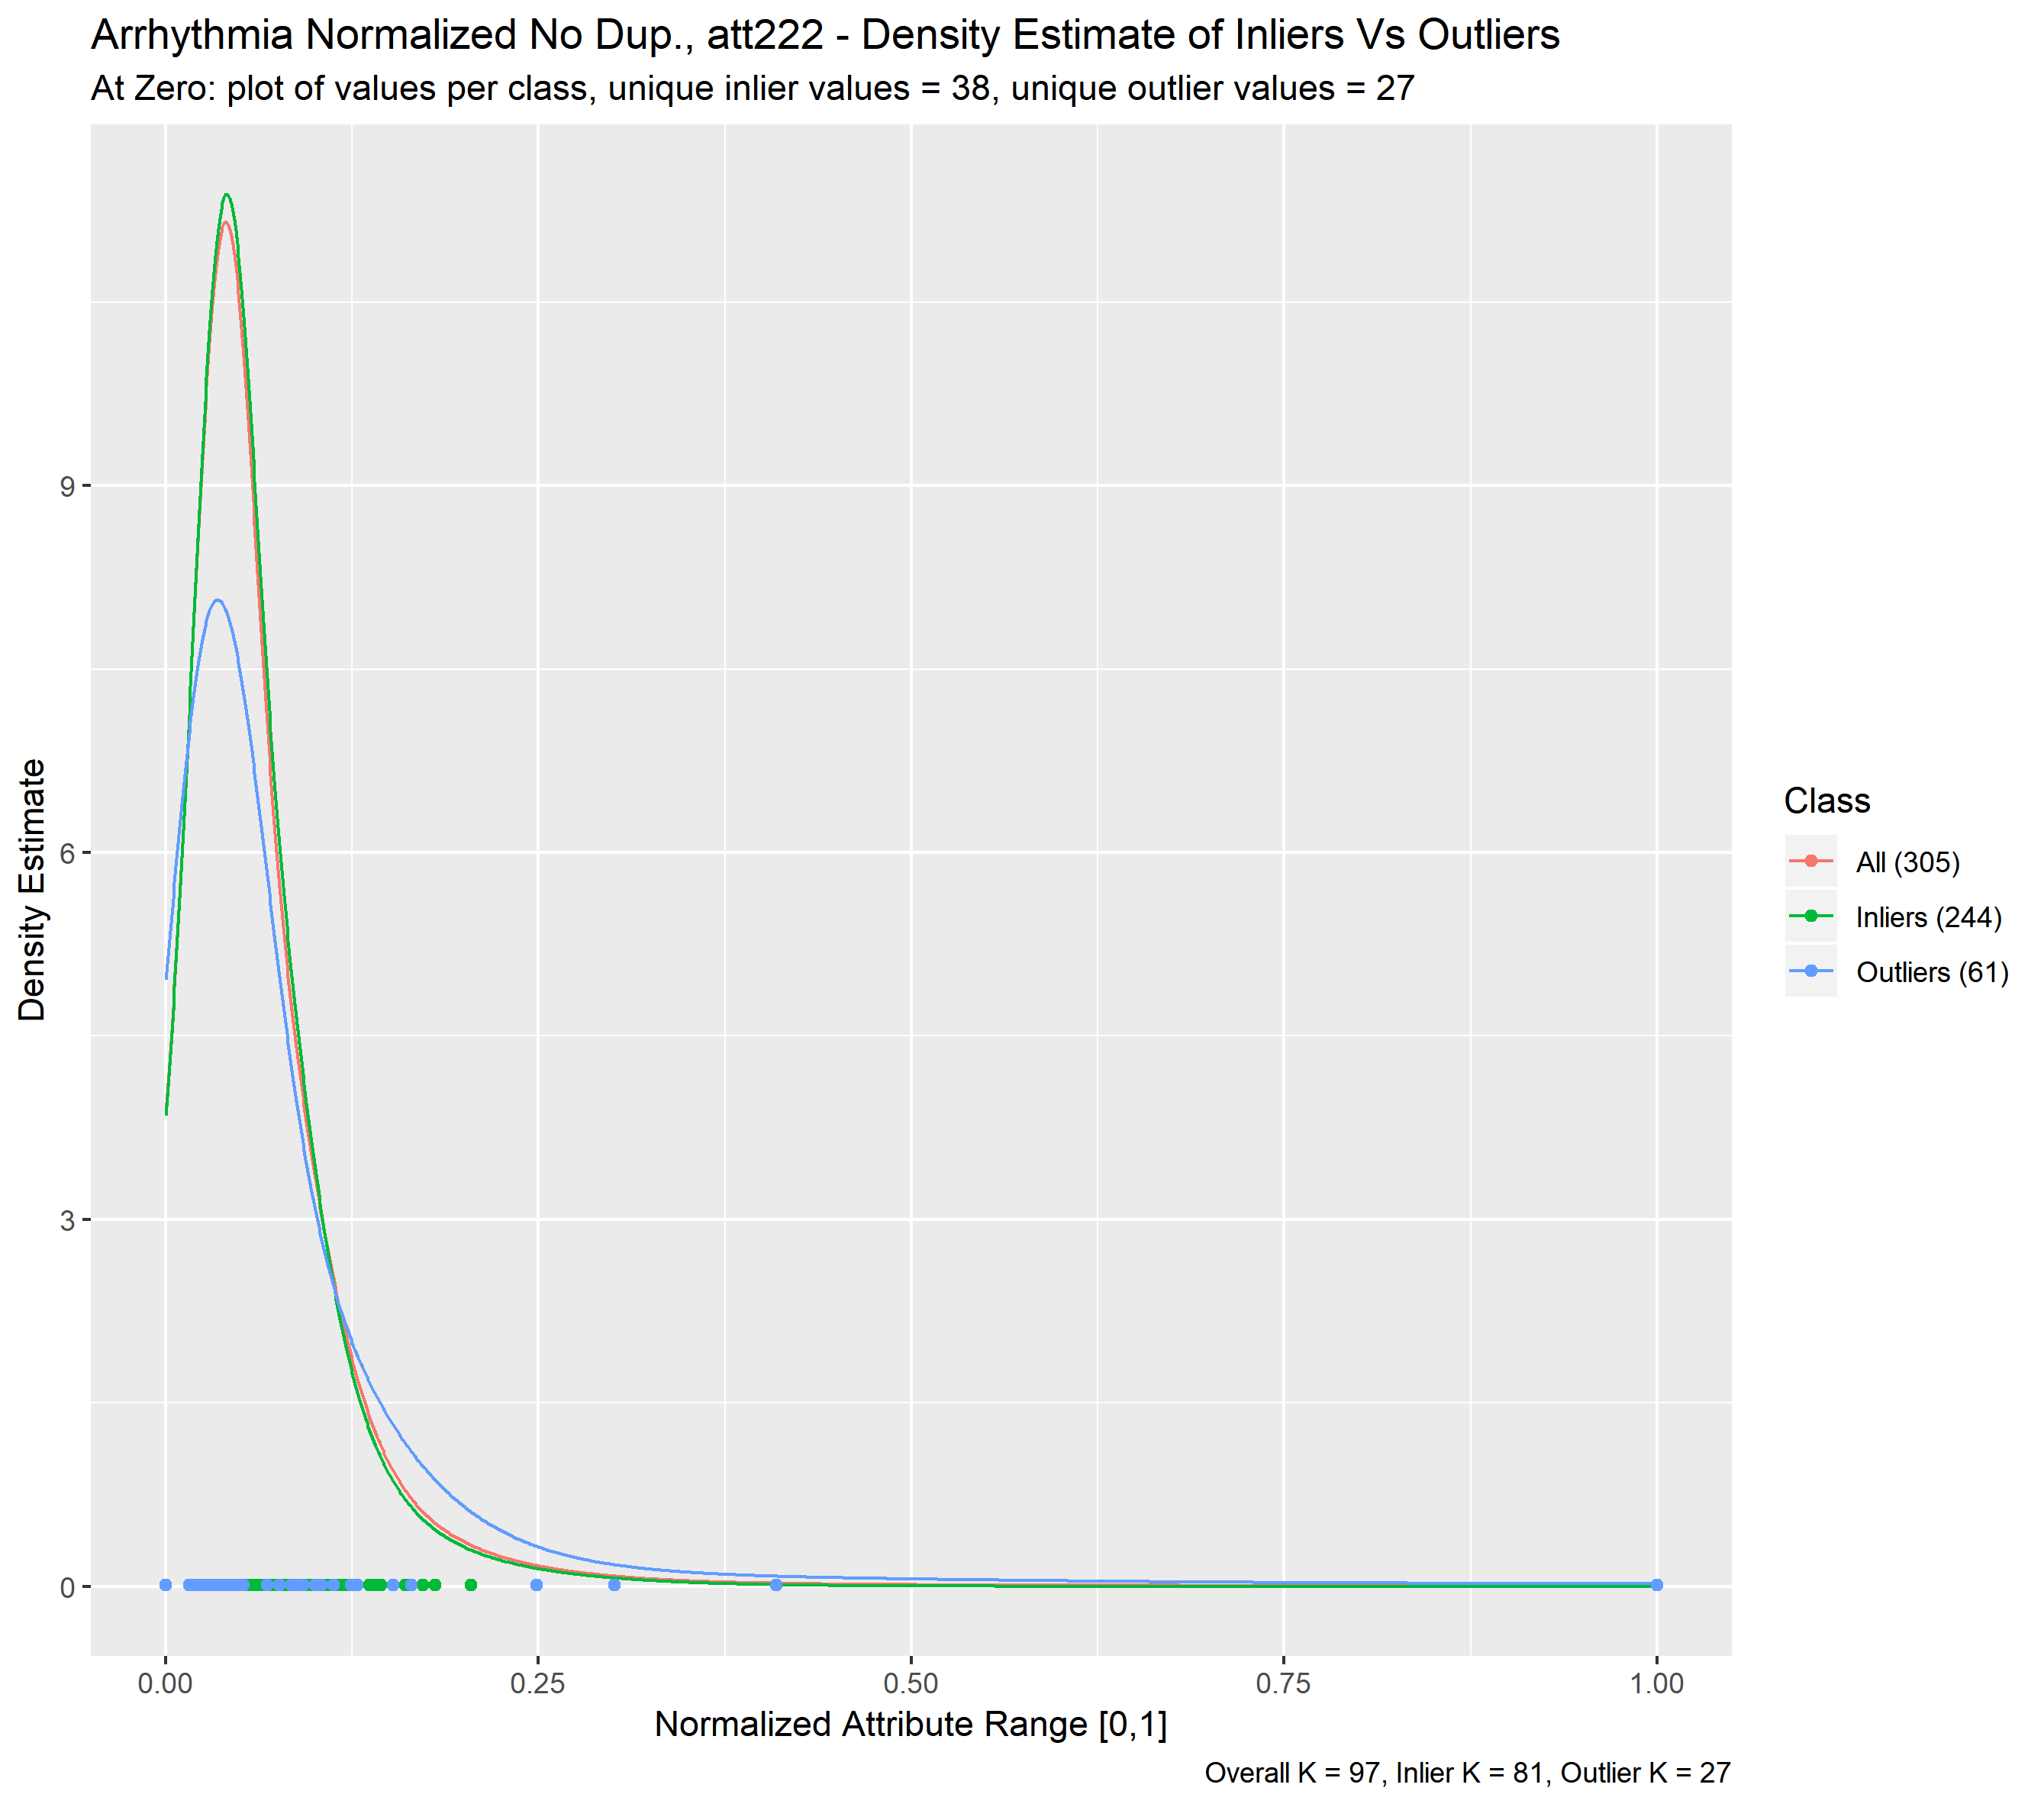 Arrhythmia Normalized No Dup., att222 - Density Estimate of Inliers Vs Outliers
At Zero: plot of values per class, unique inlier values = 38, unique outlier values = 27
Density Estimate
9
6
3
0
0.00
0.25
0.50
0.75
1.00
Normalized Attribute Range [0,1]
Class
All (305)
Inliers (244)
Outliers (61)
Overall K = 97, Inlier K = 81, Outlier K = 27